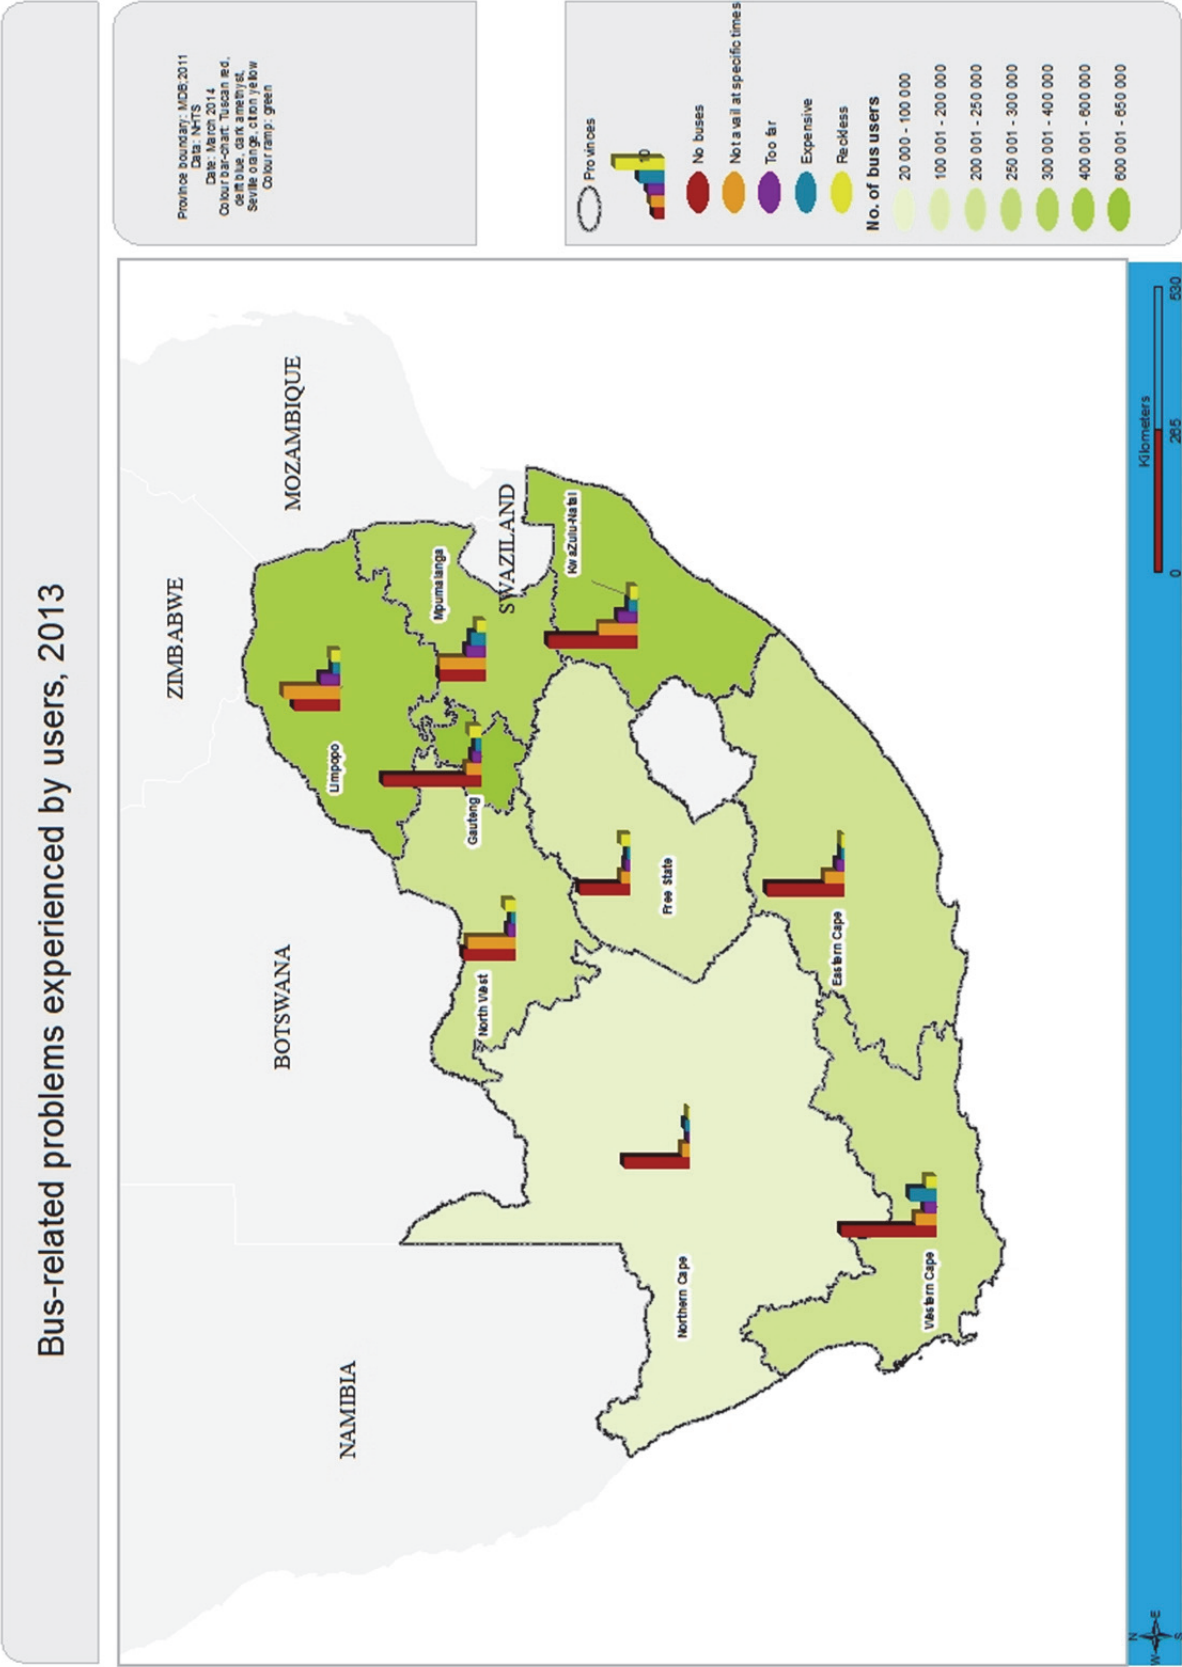 Bus-related problems experienced by users, 2013
Province boundary: MDB;2011
Data: NHTS
Date: March 2014
Colour bar-chart: Tuscan red,
delft blue, dark amethyst,
Seville orange, citron yellow
Colour ramp: green
Provinces
10
No buses
Not avail at specific times
Too far
Expensive
Reckless
No. of bus users
20 000 - 100 000
100 001 - 200 000
200 001 - 250 000
250 001 - 300 000
300 001 - 400 000
400 001 - 600 000
600 001 - 650 000
ZIMBABWE
MOZAMBIQUE
BOTSWANA
NAMIBIA
SWAZILAND
Limpopo
Mpumalanga
Gauteng
North West
KwaZulu-Natal
Free State
Northern Cape
Eastern Cape
Western Cape
N
W
E
S
Kilometers
0
265
530